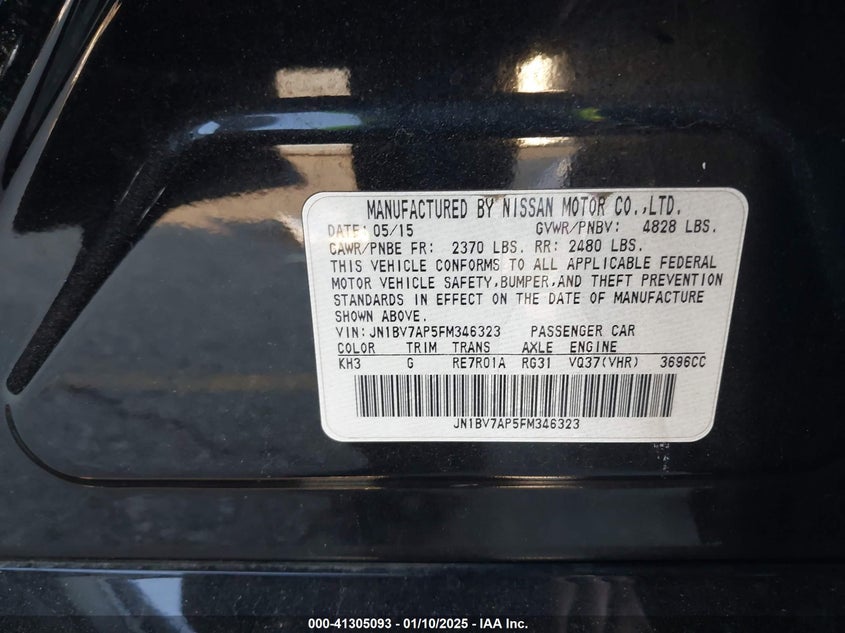 MANUFACTURED BY NISSAN MOTOR CO.,LTD.
DATE: 05/15 GVWR/PNBV: 4828 LBS.
GAWR/PNBE FR: 2370 LBS. RR: 2480 LBS.
THIS VEHICLE CONFORMS TO ALL APPLICABLE FEDERAL
MOTOR VEHICLE SAFETY,BUMPER,AND THEFT PREVENTION
STANDARDS IN EFFECT ON THE DATE OF MANUFACTURE
SHOWN ABOVE.
VIN:JN1BV7AP5FM346323 PASSENGER CAR
COLOR TRIM TRANS AXLE ENGINE
KH3 G RE7R01A RG31 VQ37(VHR) 3696CC
JN1BV7AP5FM346323
000-41305093 - 01/10/2025 - IAA Inc.